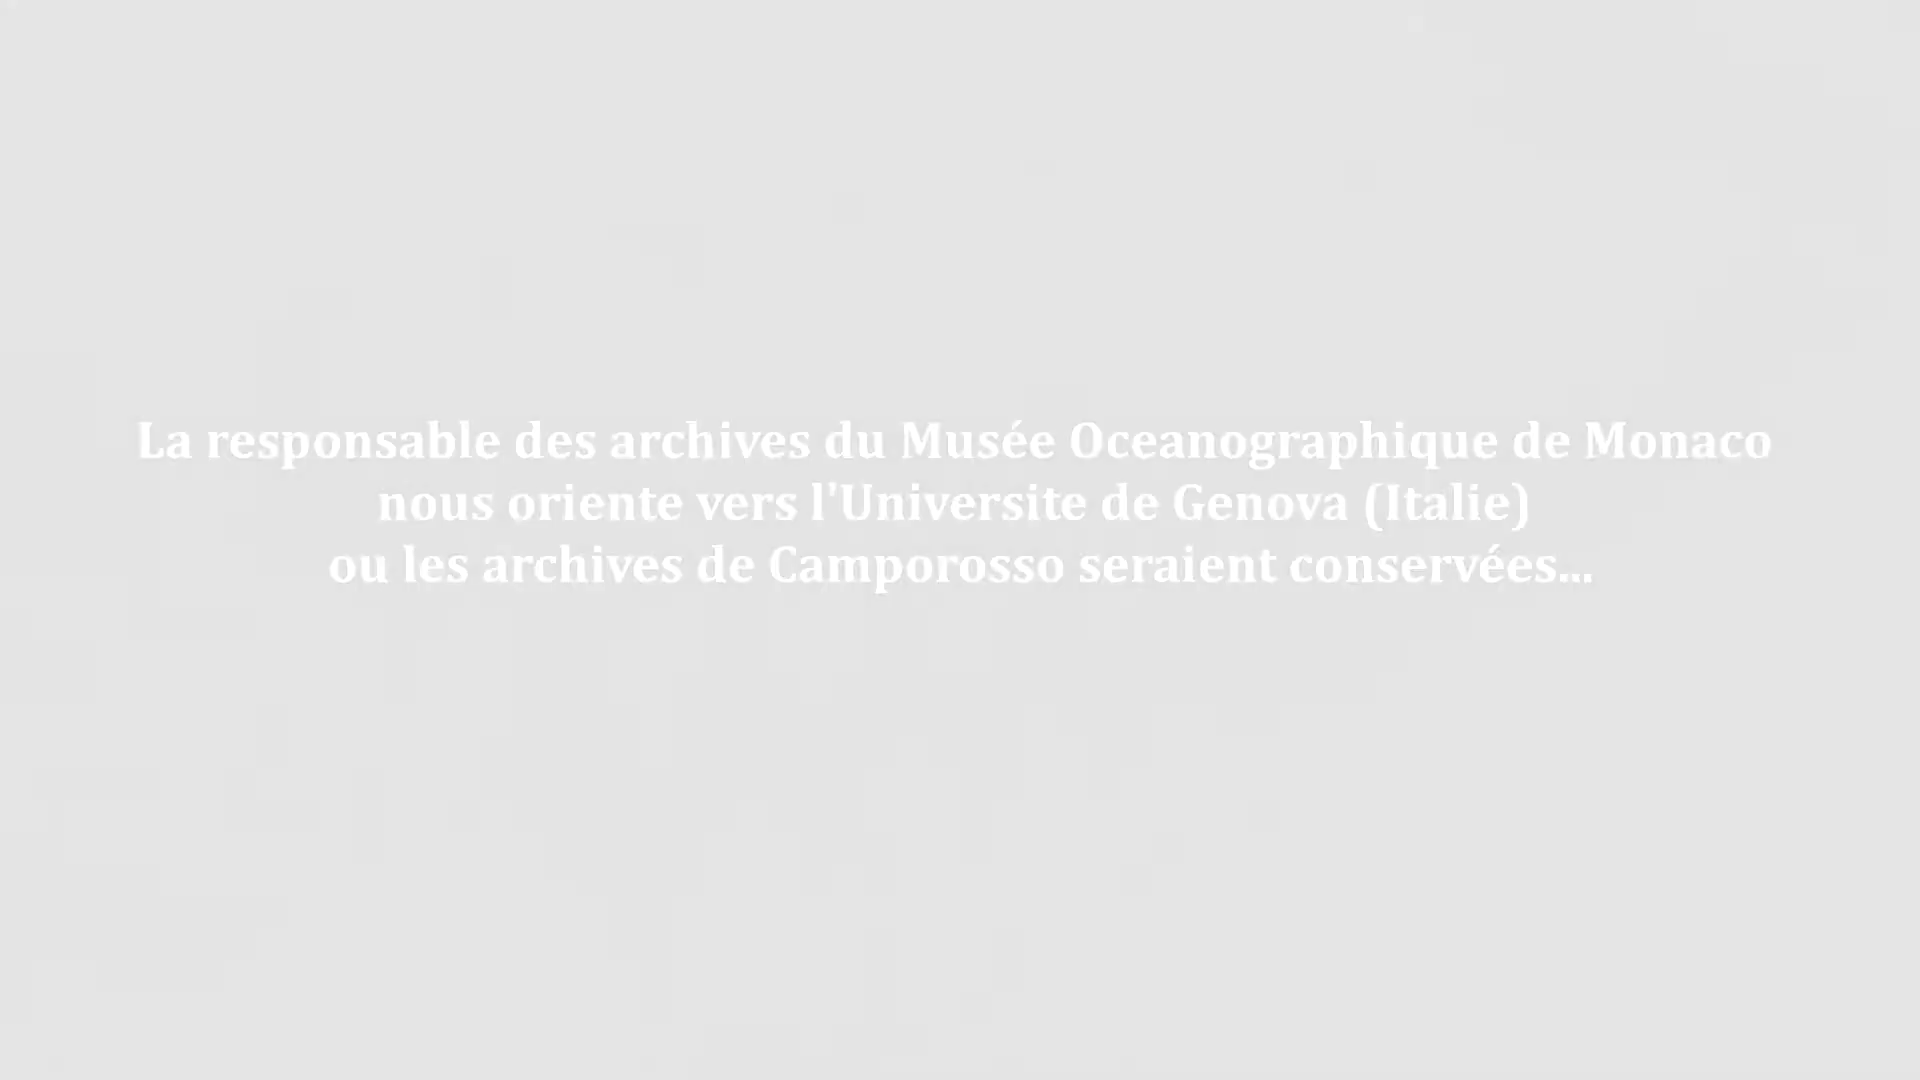 La responsable des archives du Musée Oceanographique de Monaco
nous oriente vers l'Universite de Genova (Italie)
ou les archives de Camporosso seraient conservées...